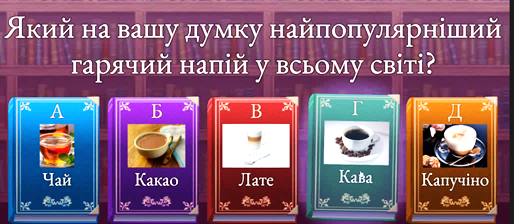 Який на вашу думку найпопулярніший
гарячий напій у всьому світі?
А
Чай
Б
Какао
В
Лате
Г
Кава
Д
Капучіно